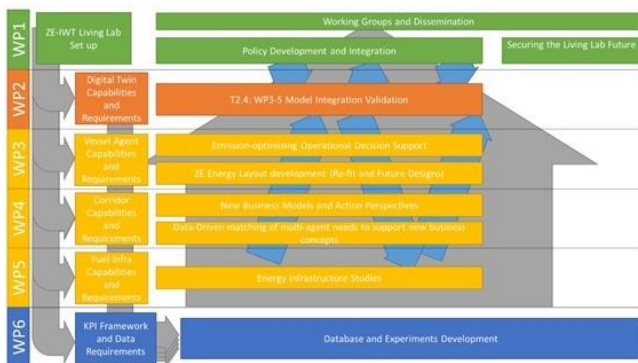 WP1
ZE-IWT Living Lab
Set up
Working Groups and Dissemination
Policy Development and Integration
Securing the Living Lab Future
WP2
Digital Twin
Capabilities
and
Requirements
T2.4: WP3-5 Model Integration Validation
WP3
Vessel Agent
Capabilities
and
Requirements
Emission-optimising Operational Decision Support
ZE Energy Layout development (Re-fit and Future Designs)
WP4
Corridor
Capabilities
and
Requirements
New Business Models and Action Perspectives
Data-Driven matching of multi-agent needs to support new business
concepts
WP5
Fuel Infra
Capabilities
and
Requirements
Energy Infrastructure Studies
WP6
KPI Framework
and Data
Requirements
Database and Experiments Development